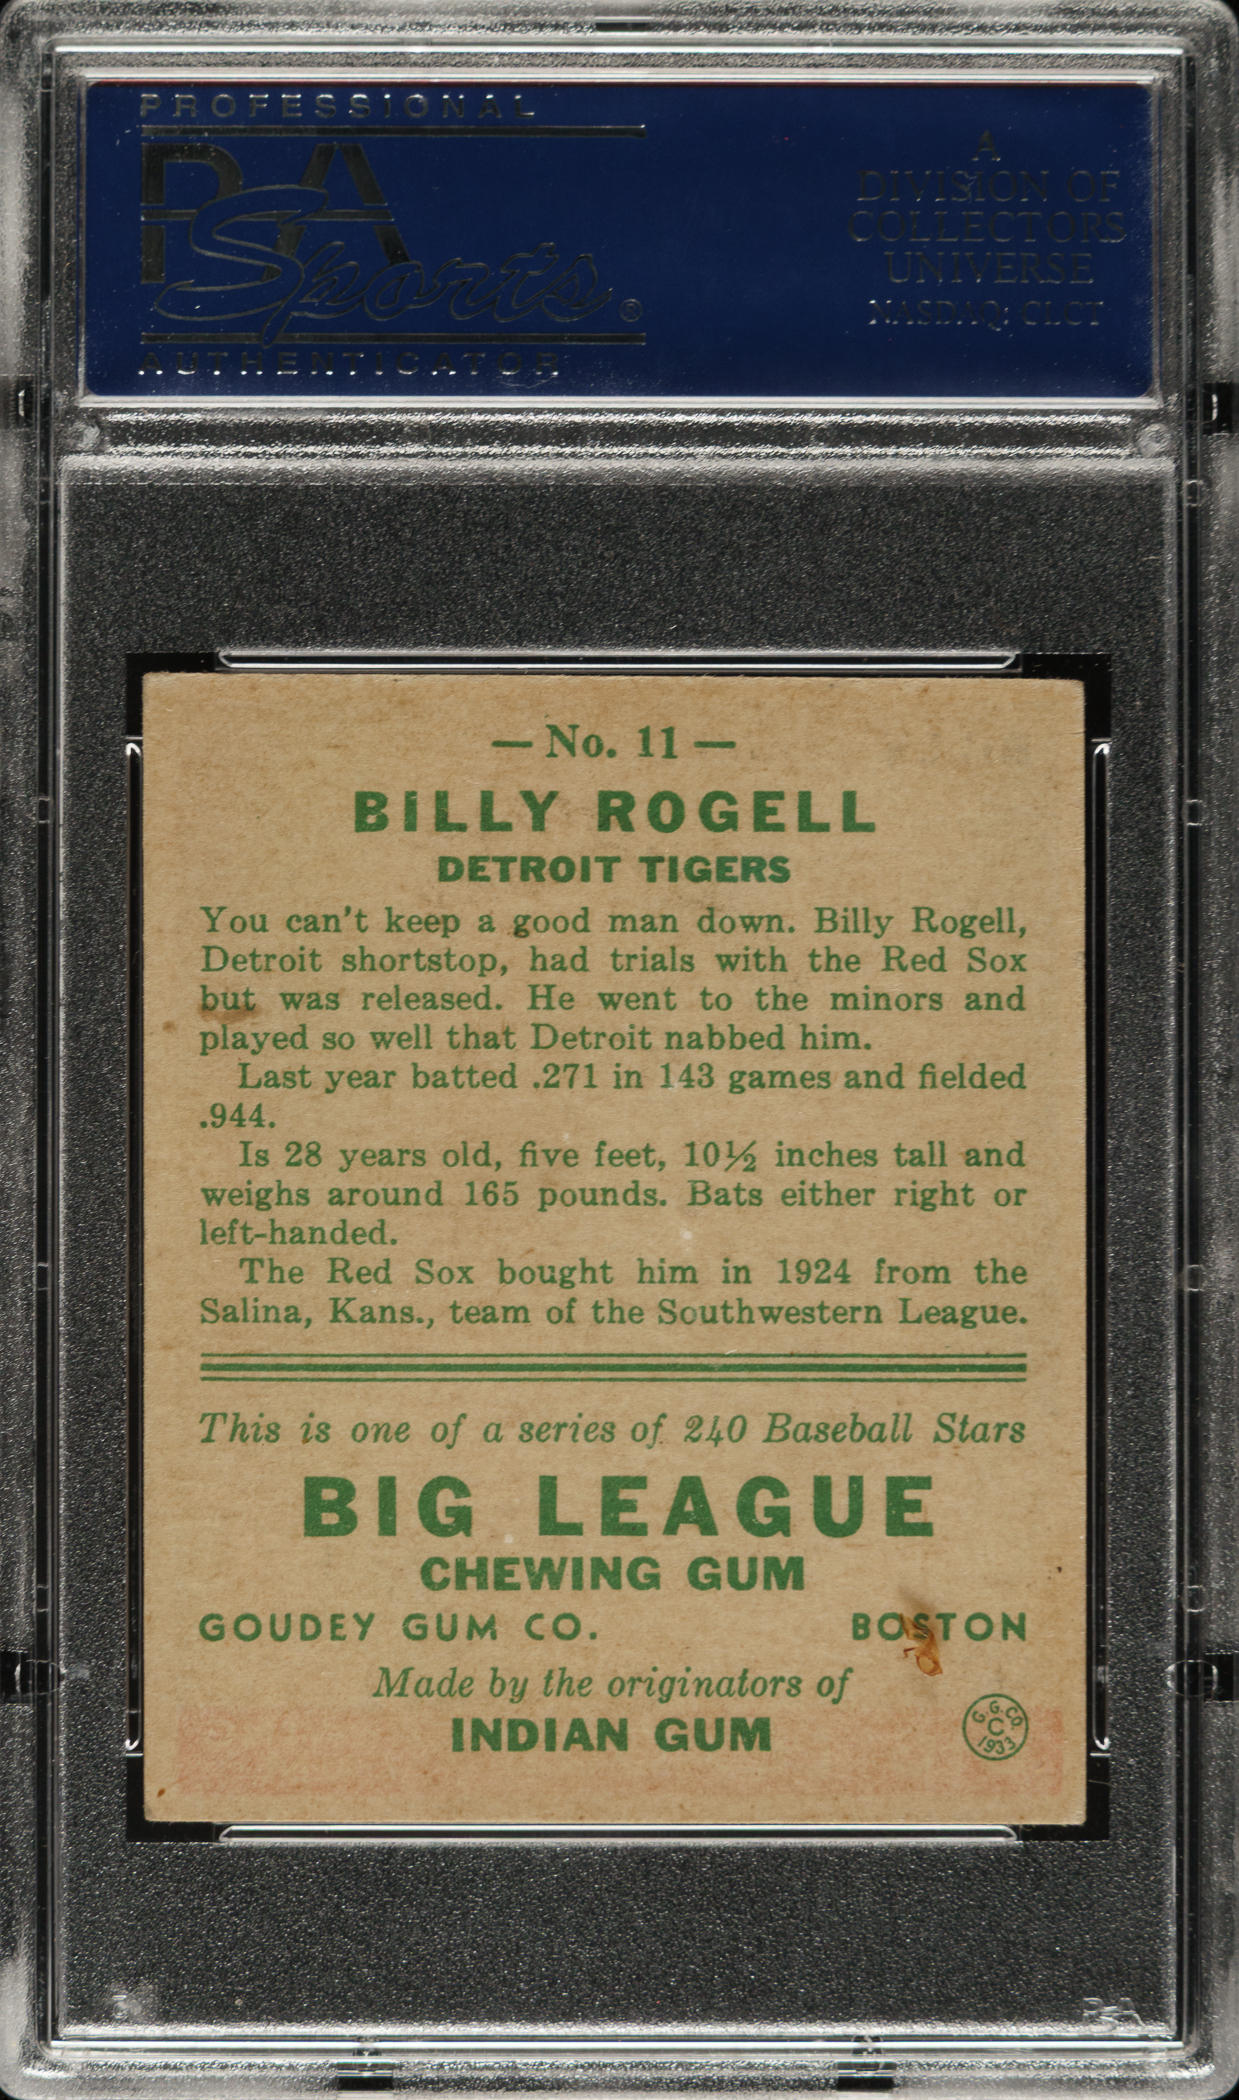 PROFESSIONAL
PSA
Sports®
AUTHENTICATOR
A
DIVISION OF
COLLECTORS
UNIVERSE
NASDAQ: CLCT
— No. 11 —
BILLY ROGELL
DETROIT TIGERS
You can't keep a good man down. Billy Rogell,
Detroit shortstop, had trials with the Red Sox
but was released. He went to the minors and
played so well that Detroit nabbed him.
Last year batted .271 in 143 games and fielded
.944.
Is 28 years old, five feet, 10½ inches tall and
weighs around 165 pounds. Bats either right or
left-handed.
The Red Sox bought him in 1924 from the
Salina, Kans., team of the Southwestern League.
This is one of a series of 240 Baseball Stars
BIG LEAGUE
CHEWING GUM
GOUDEY GUM CO. BOSTON
Made by the originators of
INDIAN GUM
G.G.CO.
C
1933
PSA